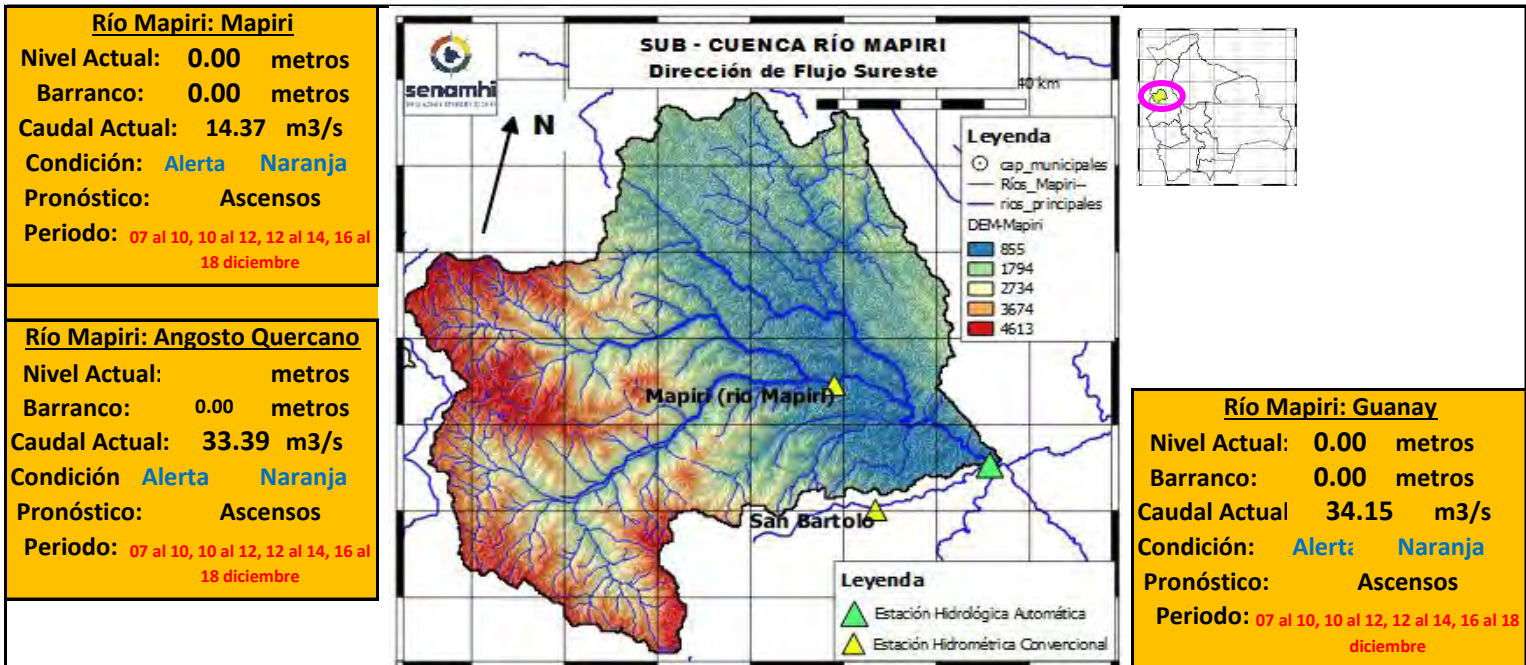 Río Mapiri: Mapiri
Nivel Actual: 0.00 metros
Barranco: 0.00 metros
Caudal Actual: 14.37 m3/s
Condición: Alerta Naranja
Pronóstico: Ascensos
Periodo: 07 al 10, 10 al 12, 12 al 14, 16 al
18 diciembre
Río Mapiri: Angosto Quercano
Nivel Actual: metros
Barranco: 0.00 metros
Caudal Actual: 33.39 m3/s
Condición Alerta Naranja
Pronóstico: Ascensos
Periodo: 07 al 10, 10 al 12, 12 al 14, 16 al
18 diciembre
senamhi
SUB - CUENCA RÍO MAPIRI
Dirección de Flujo Sureste
40 km
N
Leyenda
cap_municipales
Ríos_Mapiri--
rios_principales
DEM-Mapiri
855
1794
2734
3674
4613
Mapiri (rio Mapiri)
San Bartolo
Leyenda
Estación Hidrológica Automática
Estación Hidrométrica Convencional
Río Mapiri: Guanay
Nivel Actual: 0.00 metros
Barranco: 0.00 metros
Caudal Actual 34.15 m3/s
Condición: Alerta Naranja
Pronóstico: Ascensos
Periodo: 07 al 10, 10 al 12, 12 al 14, 16 al 18
diciembre